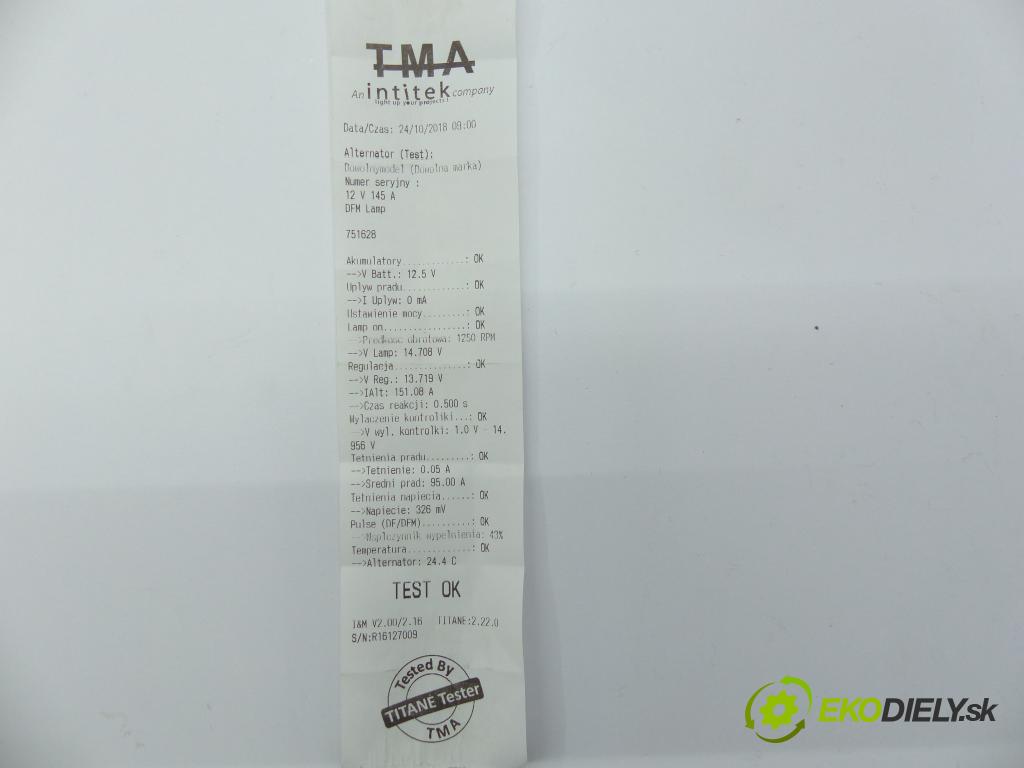 TMA
An intitek company
light up your projects !
Data/Czas: 24/10/2018 09:00
Alternator (Test):
Dowolnymodel (Dowolna marka)
Numer seryjny :
12 V 145 A
DFM Lamp
751628
Akumulatory............: OK
-->V Batt.: 12.5 V
Uplyw pradu............: OK
-->I Uplyw: 0 mA
Ustawienie mocy........: OK
Lamp on................: OK
-->Predkosc obrotowa: 1250 RPM
-->V Lamp: 14.708 V
Regulacja..............: OK
-->V Reg.: 13.719 V
-->IAlt: 151.08 A
-->Czas reakcji: 0.500 s
Wylaczenie kontrolki...: OK
-->V wyl. kontrolki: 1.0 V - 14.
956 V
Tetnienia pradu........: OK
-->Tetnienie: 0.05 A
-->Sredni prad: 95.00 A
Tetnienia napiecia.....: OK
-->Napiecie: 326 mV
Pulse (DF/DFM).........: OK
-->Wsplczynnik wypelnienia: 43%
Temperatura............: OK
-->Alternator: 24.4 C
TEST OK
T&M V2.00/2.16 TITANE:2.22.0
S/N:R16127009
Tested By
TITANE Tester
TMA
EKODIELY.sk